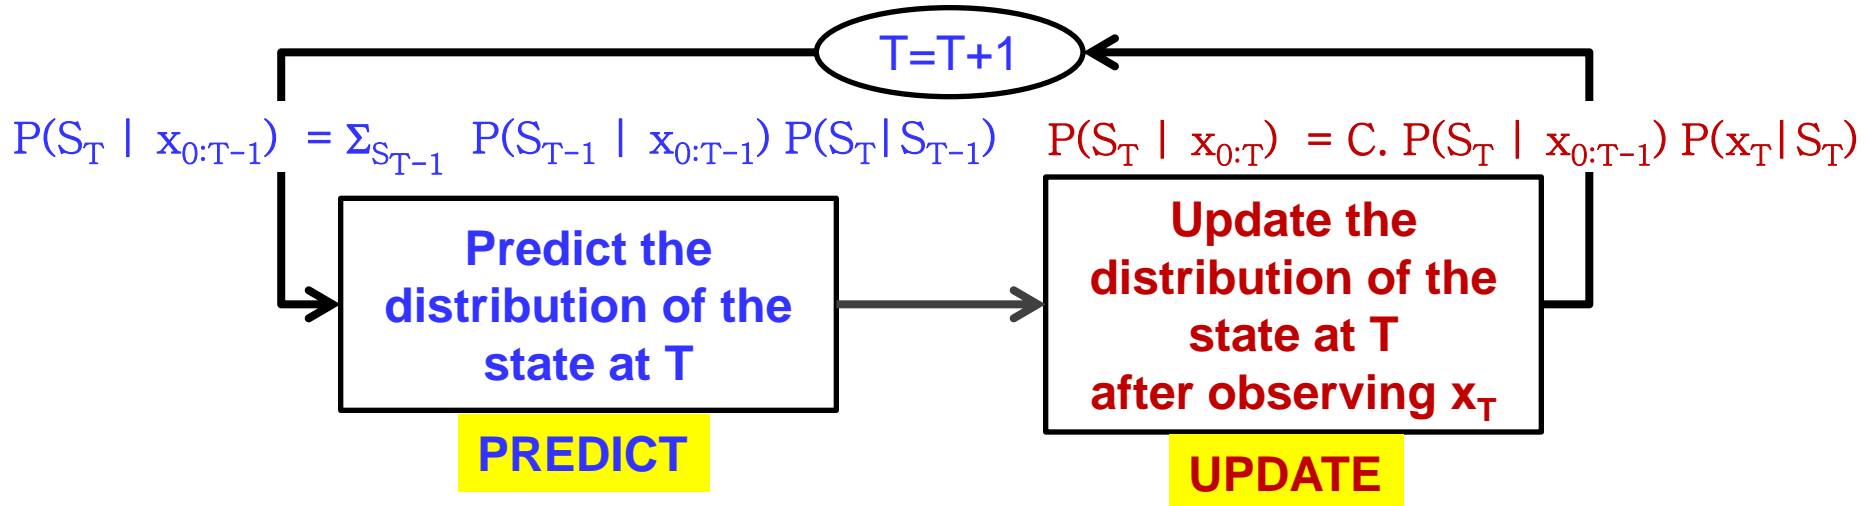 T=T+1
P(S_T | x_{0:T-1}) = Σ_{S_{T-1}} P(S_{T-1} | x_{0:T-1}) P(S_T|S_{T-1})
P(S_T | x_{0:T}) = C. P(S_T | x_{0:T-1}) P(x_T|S_T)
Predict the
distribution of the
state at T
PREDICT
Update the
distribution of the
state at T
after observing x_T
UPDATE